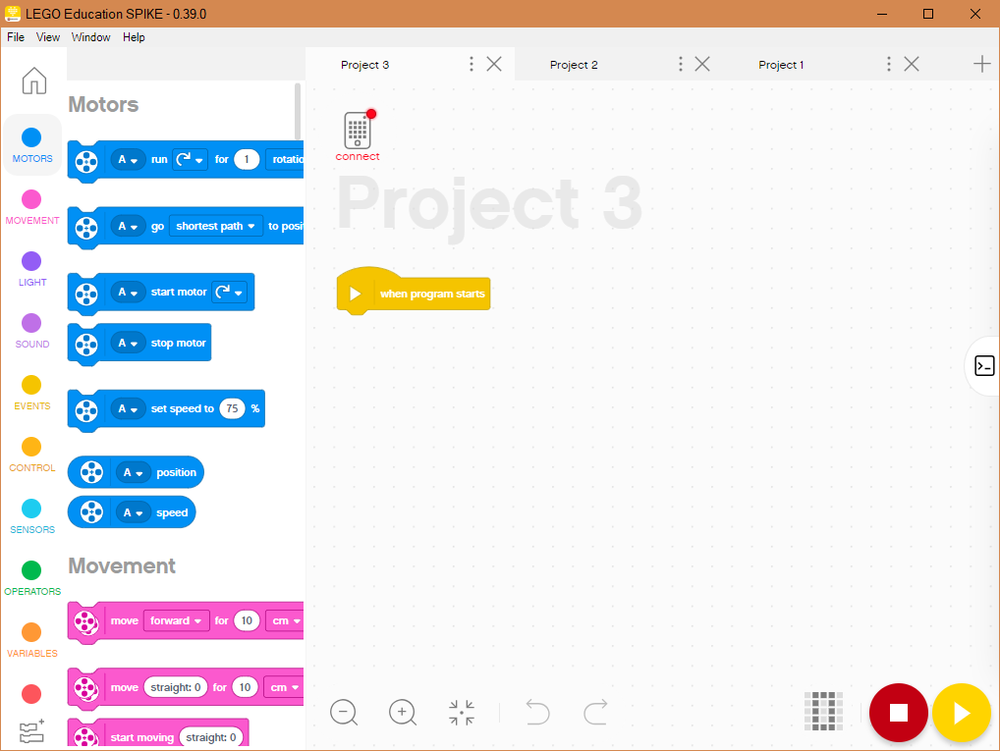 LEGO Education SPIKE - 0.39.0
File View Window Help
Project 3
Project 2
Project 1
Motors
MOTORS
MOVEMENT
LIGHT
SOUND
EVENTS
CONTROL
SENSORS
OPERATORS
VARIABLES
A run for 1
A go shortest path to
A start motor
A stop motor
A set speed to 75 %
A position
A speed
Movement
move forward for 10 cm
move straight: 0 for 10 cm
start moving straight: 0
connect
Project 3
when program starts